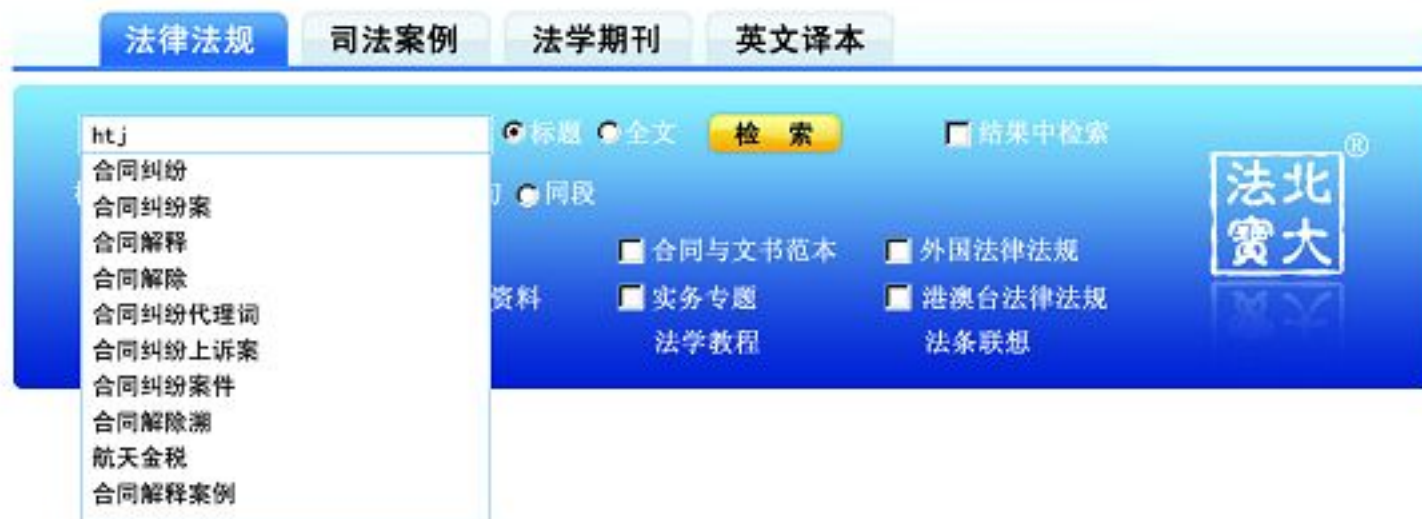 法律法规 司法案例 法学期刊 英文译本
htj 标题 全文 检 索 结果中检索
合同纠纷
合同纠纷案 同段
合同解释 合同与文书范本 外国法律法规
合同解除
合同纠纷代理词 资料 实务专题 港澳台法律法规
合同纠纷上诉案 法学教程 法条联想
合同纠纷案件
合同解除溯
航天金税
合同解释案例
北大
法寶
®